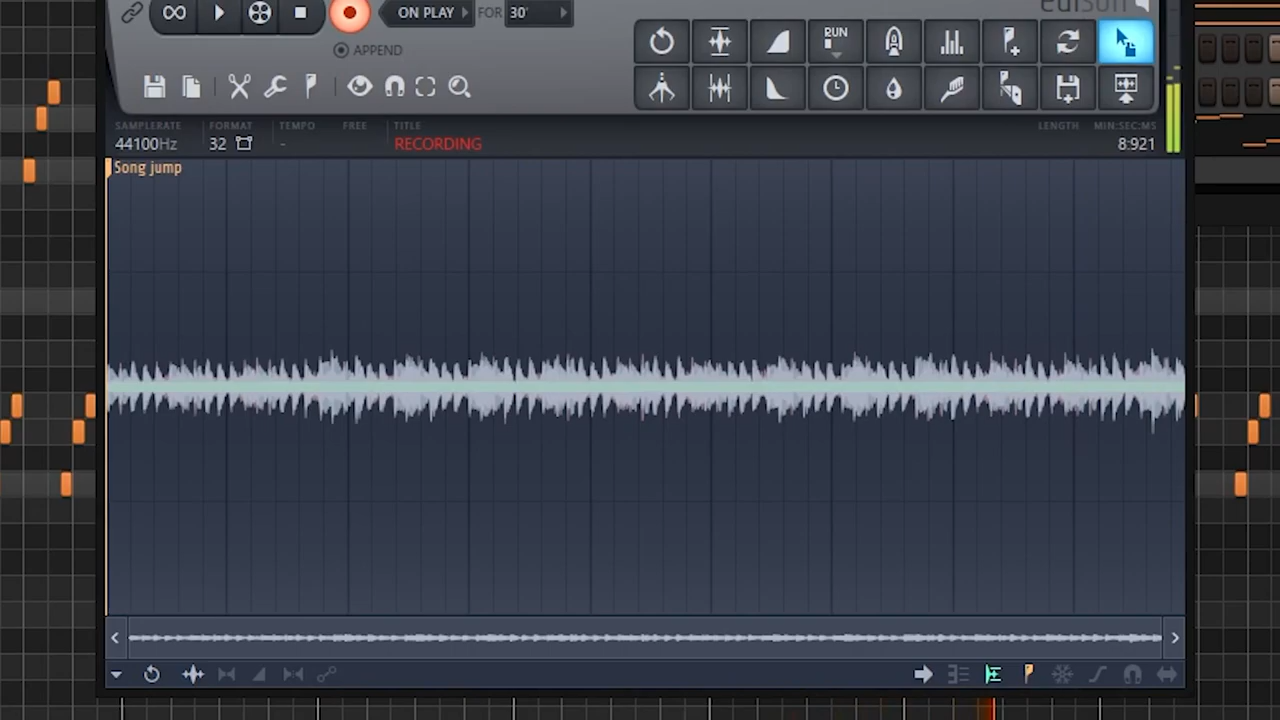 edison
ON PLAY FOR 30'
APPEND
RUN
SAMPLERATE FORMAT TEMPO FREE TITLE LENGTH MIN:SEC:MS
44100Hz 32 - RECORDING 8:921
Song jump